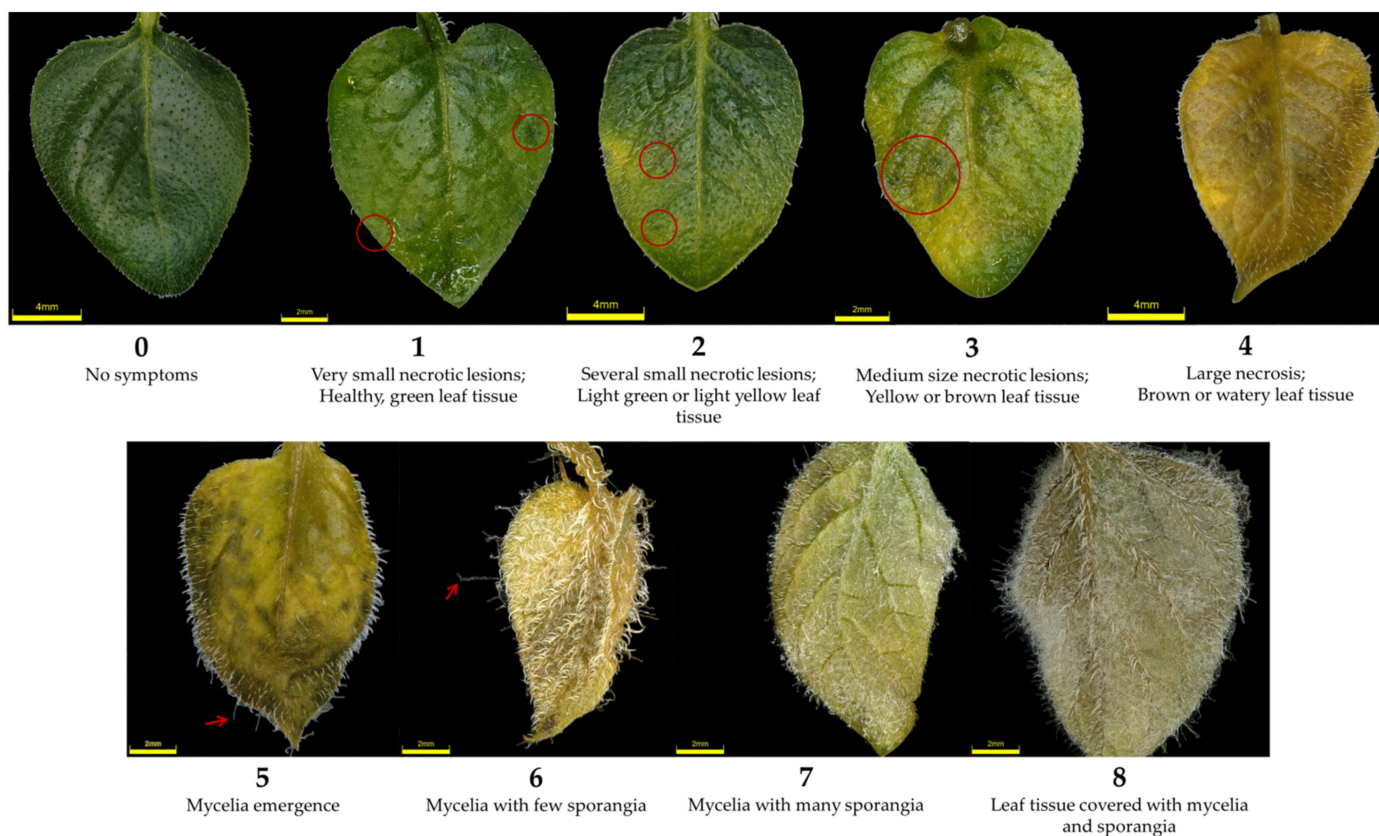 4mm
2mm
4mm
2mm
4mm
0
No symptoms
1
Very small necrotic lesions;
Healthy, green leaf tissue
2
Several small necrotic lesions;
Light green or light yellow leaf
tissue
3
Medium size necrotic lesions;
Yellow or brown leaf tissue
4
Large necrosis;
Brown or watery leaf tissue
2mm
2mm
2mm
2mm
5
Mycelia emergence
6
Mycelia with few sporangia
7
Mycelia with many sporangia
8
Leaf tissue covered with mycelia
and sporangia